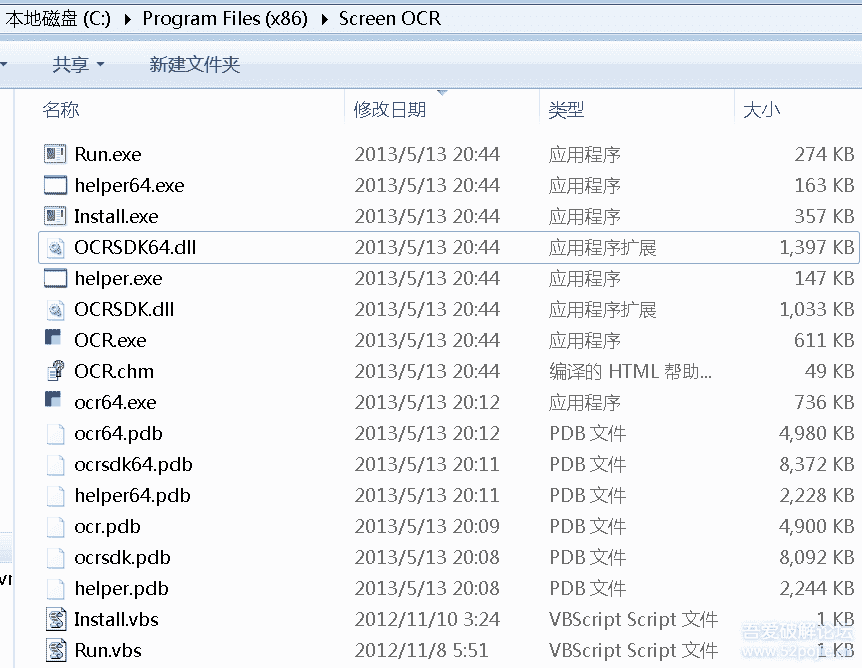 本地磁盘 (C:) Program Files (x86) Screen OCR
共享 新建文件夹
名称 修改日期 类型 大小
Run.exe 2013/5/13 20:44 应用程序 274 KB
helper64.exe 2013/5/13 20:44 应用程序 163 KB
Install.exe 2013/5/13 20:44 应用程序 357 KB
OCRSDK64.dll 2013/5/13 20:44 应用程序扩展 1,397 KB
helper.exe 2013/5/13 20:44 应用程序 147 KB
OCRSDK.dll 2013/5/13 20:44 应用程序扩展 1,033 KB
OCR.exe 2013/5/13 20:44 应用程序 611 KB
OCR.chm 2013/5/13 20:44 编译的 HTML 帮助... 49 KB
ocr64.exe 2013/5/13 20:12 应用程序 736 KB
ocr64.pdb 2013/5/13 20:12 PDB 文件 4,980 KB
ocrsdk64.pdb 2013/5/13 20:11 PDB 文件 8,372 KB
helper64.pdb 2013/5/13 20:11 PDB 文件 2,228 KB
ocr.pdb 2013/5/13 20:09 PDB 文件 4,900 KB
ocrsdk.pdb 2013/5/13 20:08 PDB 文件 8,092 KB
helper.pdb 2013/5/13 20:08 PDB 文件 2,244 KB
Install.vbs 2012/11/10 3:24 VBScript Script 文件 1 KB
Run.vbs 2012/11/8 5:51 VBScript Script 文件 1 KB
吾爱破解论坛